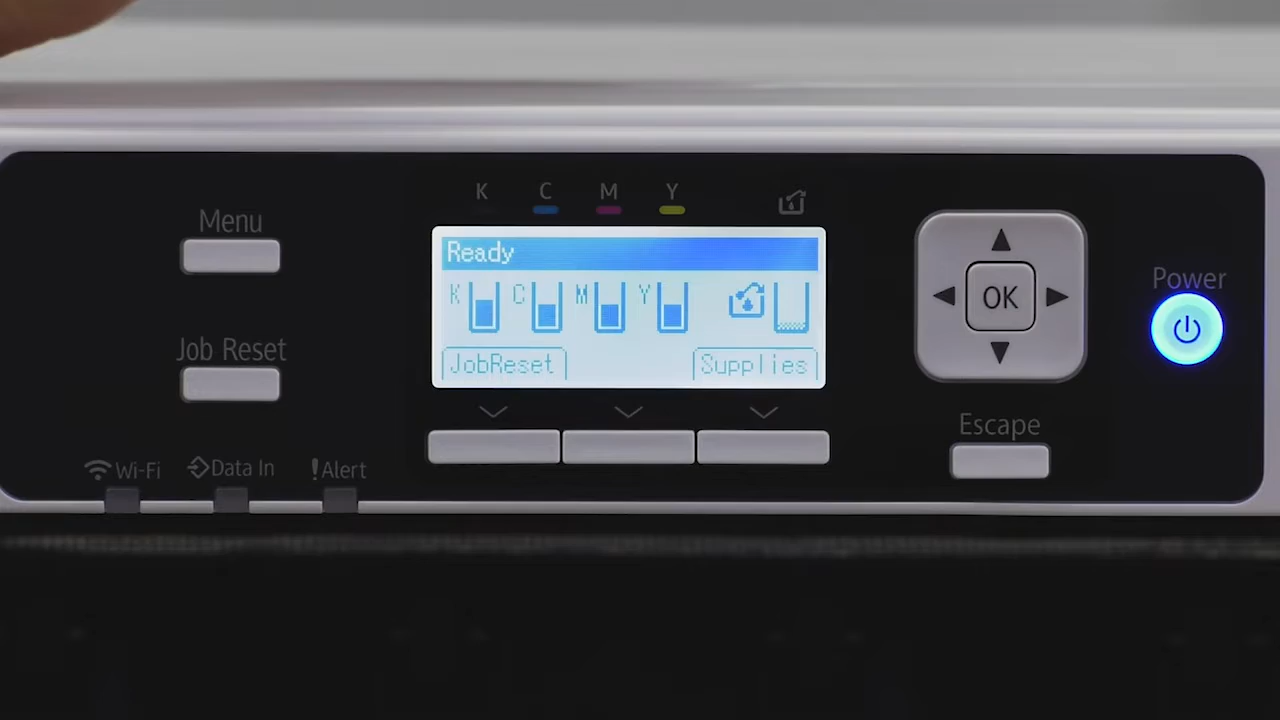 K C M Y
Menu
Ready
K C M Y
Job Reset
JobReset Supplies
OK
Power
Escape
Wi-Fi Data In !Alert